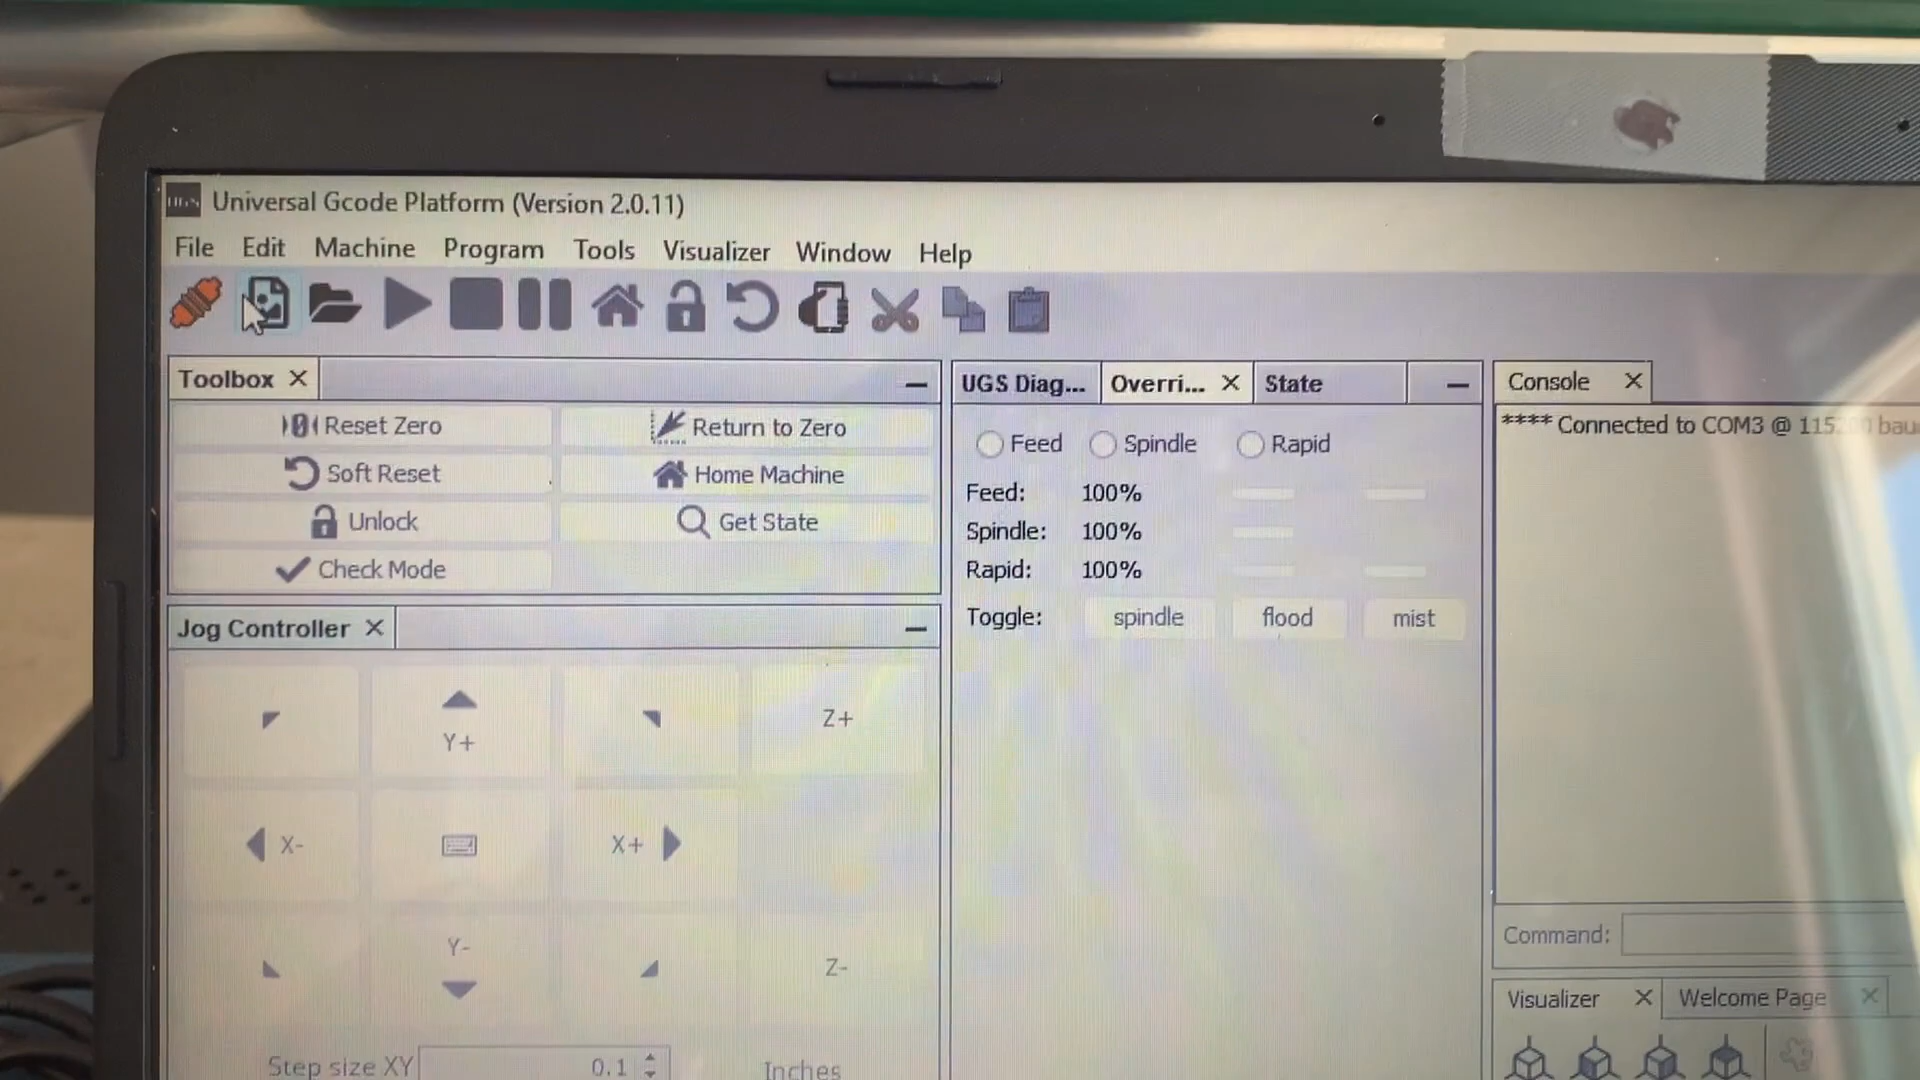 UGS Universal Gcode Platform (Version 2.0.11)
File Edit Machine Program Tools Visualizer Window Help
Toolbox
Reset Zero
Return to Zero
Soft Reset
Home Machine
Unlock
Get State
Check Mode
Jog Controller
Y+
Z+
X-
X+
Y-
Z-
Step size XY 0.1 Inches
UGS Diag... Overri... State
Feed Spindle Rapid
Feed: 100%
Spindle: 100%
Rapid: 100%
Toggle: spindle flood mist
Console
**** Connected to COM3 @
Command:
Visualizer Welcome Page